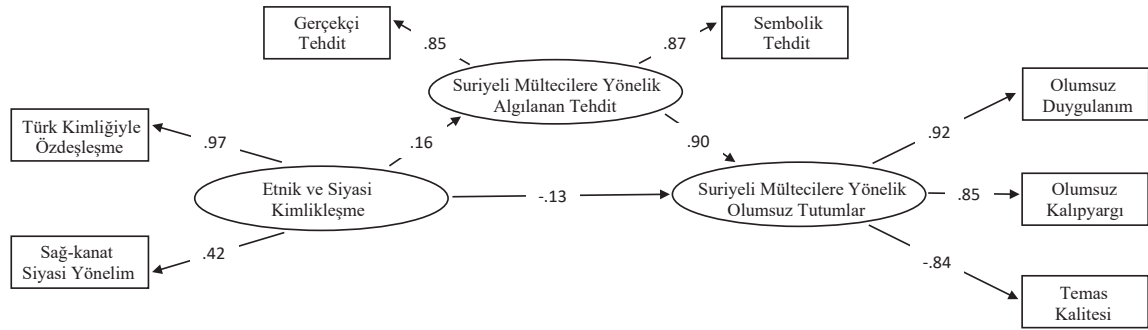 Gerçekçi
Tehdit
.85
.87
Sembolik
Tehdit
Suriyeli Mültecilere Yönelik
Algılanan Tehdit
Olumsuz
Duygulanım
Türk Kimliğiyle
Özdeşleşme
.97
.16
.90
.92
Etnik ve Siyasi
Kimlikleşme
-.13
Suriyeli Mültecilere Yönelik
Olumsuz Tutumlar
.85
Olumsuz
Kalıpyargı
Sağ-kanat
Siyasi Yönelim
.42
-.84
Temas
Kalitesi